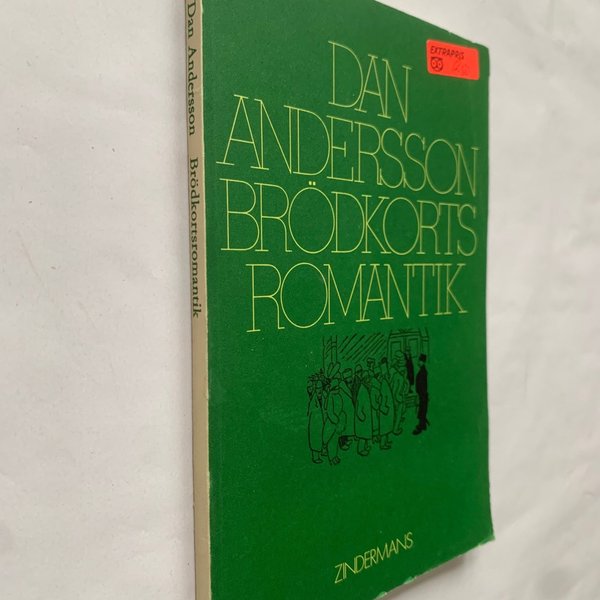 Dan Andersson Brödkortsromantik
EXTRAPRIS
DAN
ANDERSSON
BRÖDKORTS
ROMANTIK
ZINDERMANS